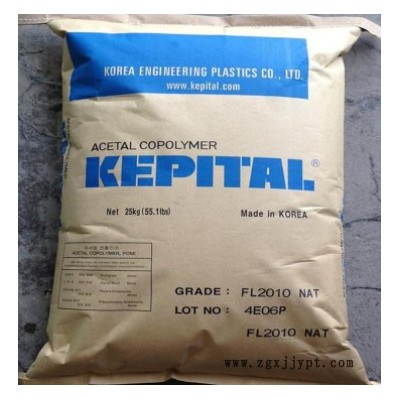 KOREA ENGINEERING PLASTICS CO., LTD.
www.kepital.com
ACETAL COPOLYMER
KEPITAL®
Net 25kg(55.1lbs)
Made in KOREA
ACETAL COPOLYMER, POM
GRADE: FL2010 NAT
LOT NO: 4E06P
FL2010 NAT
www.zgxjjypt.com